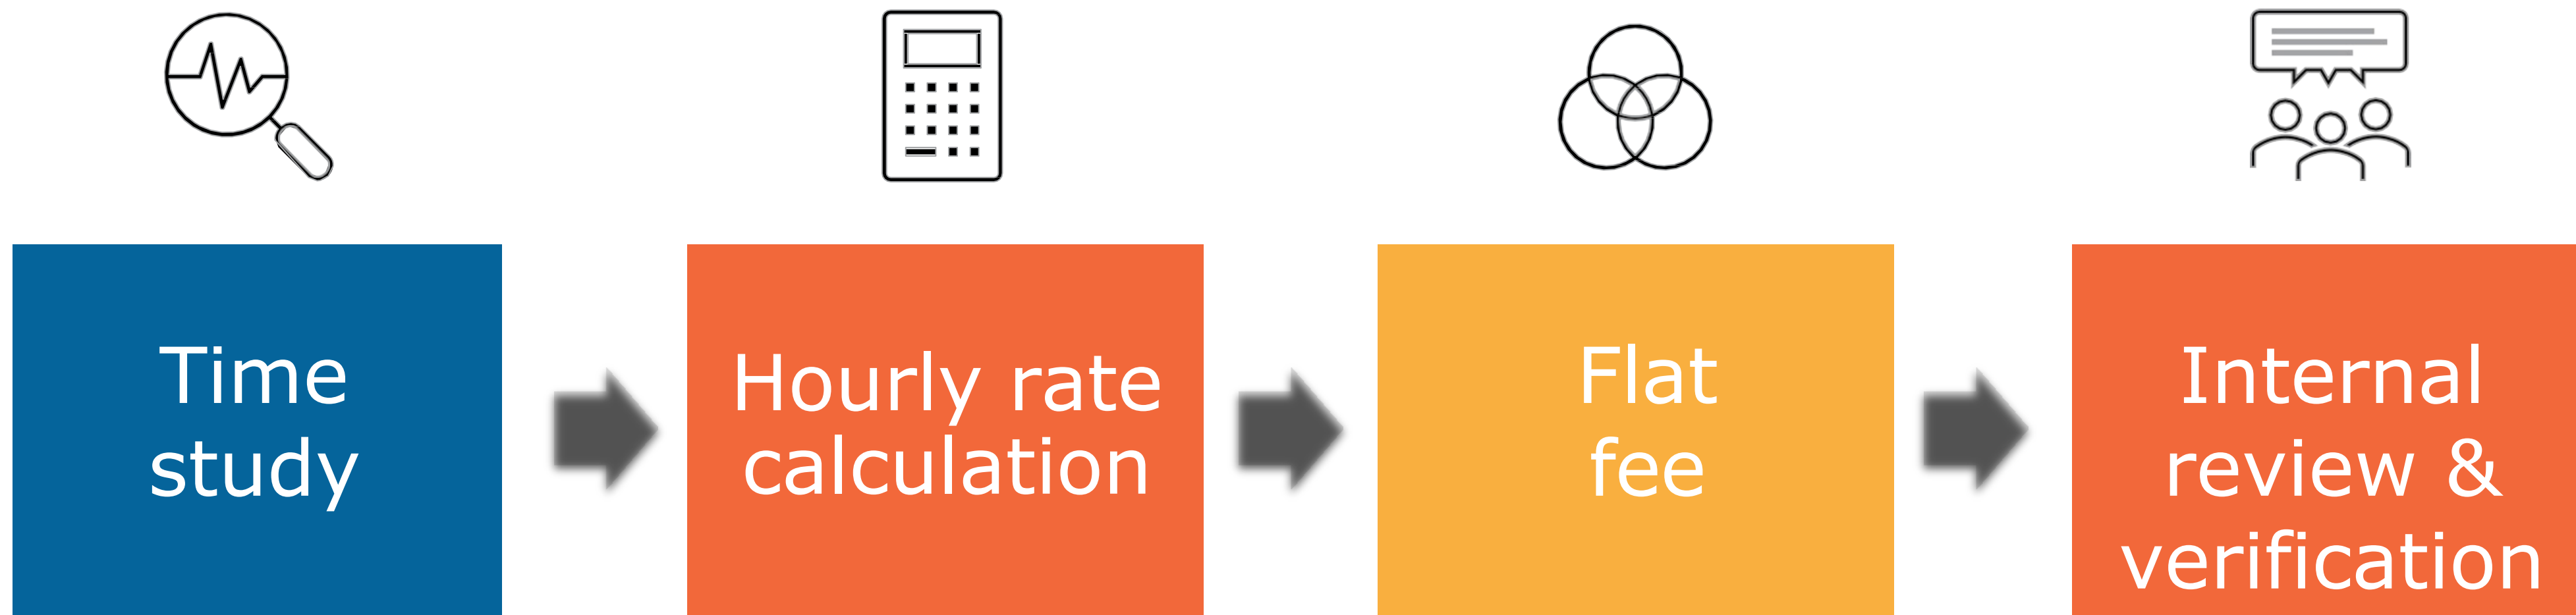 Time
study
Hourly rate
calculation
Flat
fee
Internal
review &
verification